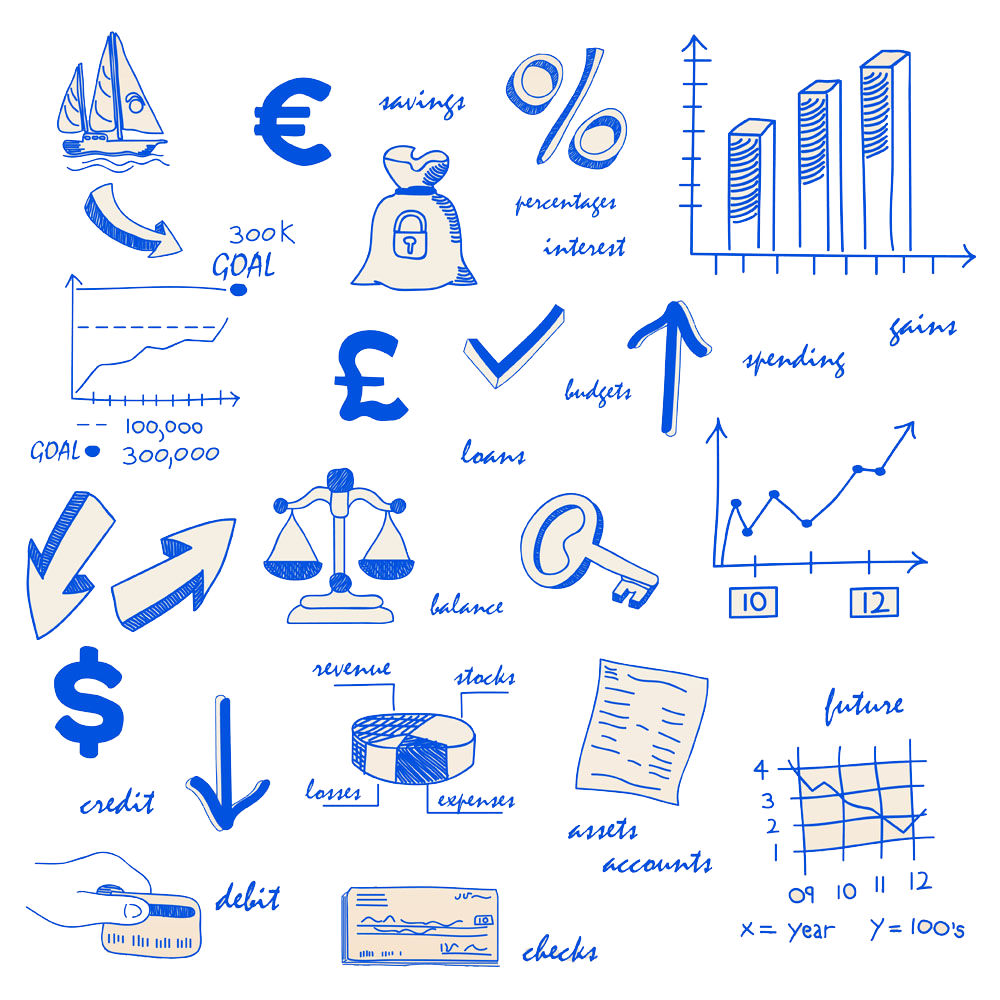 €
savings
%
percentages
interest
300K
GOAL
gains
£
budgets
spending
-- 100,000
GOAL ● 300,000
loans
balance
10
12
$
revenue
stocks
losses
expenses
credit
future
4
3
2
1
09 10 11 12
x = year y = 100's
assets
accounts
debit
10
checks